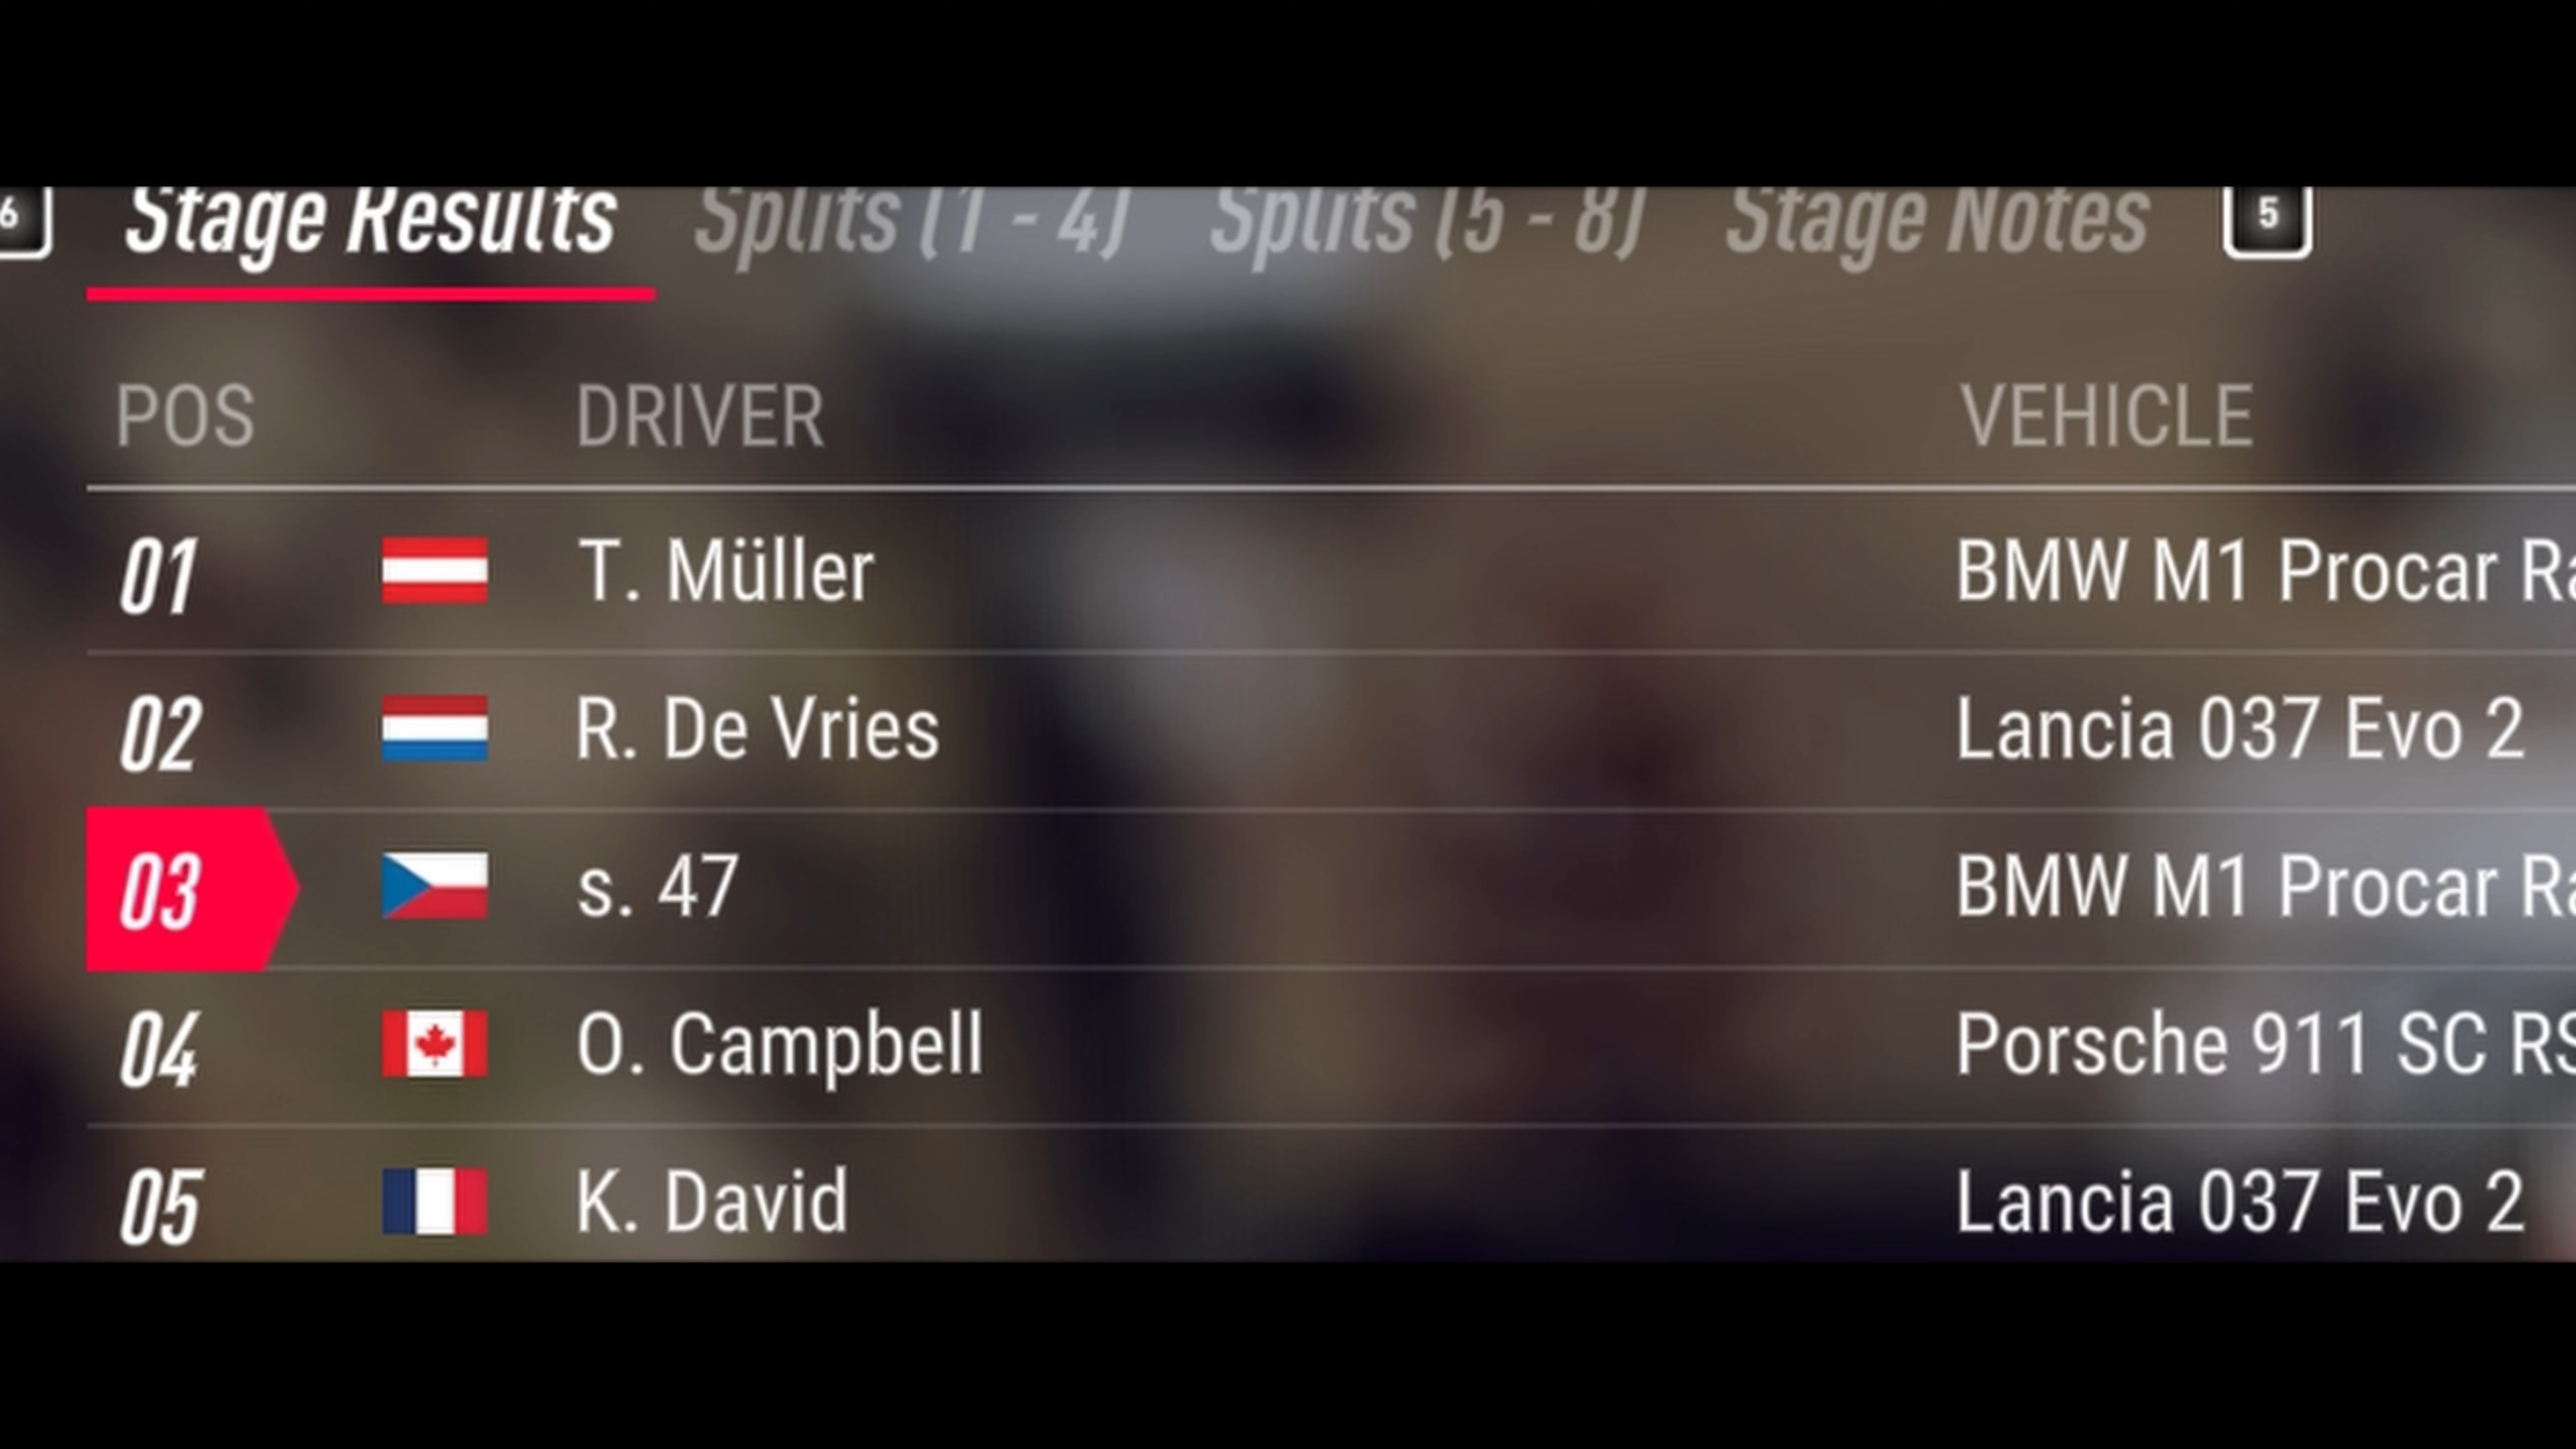 6 Stage Results Splits (1 - 4) Splits (5 - 8) Stage Notes 5
POS DRIVER VEHICLE
01 T. Müller BMW M1 Procar
02 R. De Vries Lancia 037 Evo 2
03 s. 47 BMW M1 Procar
04 O. Campbell Porsche 911 SC RS
05 K. David Lancia 037 Evo 2